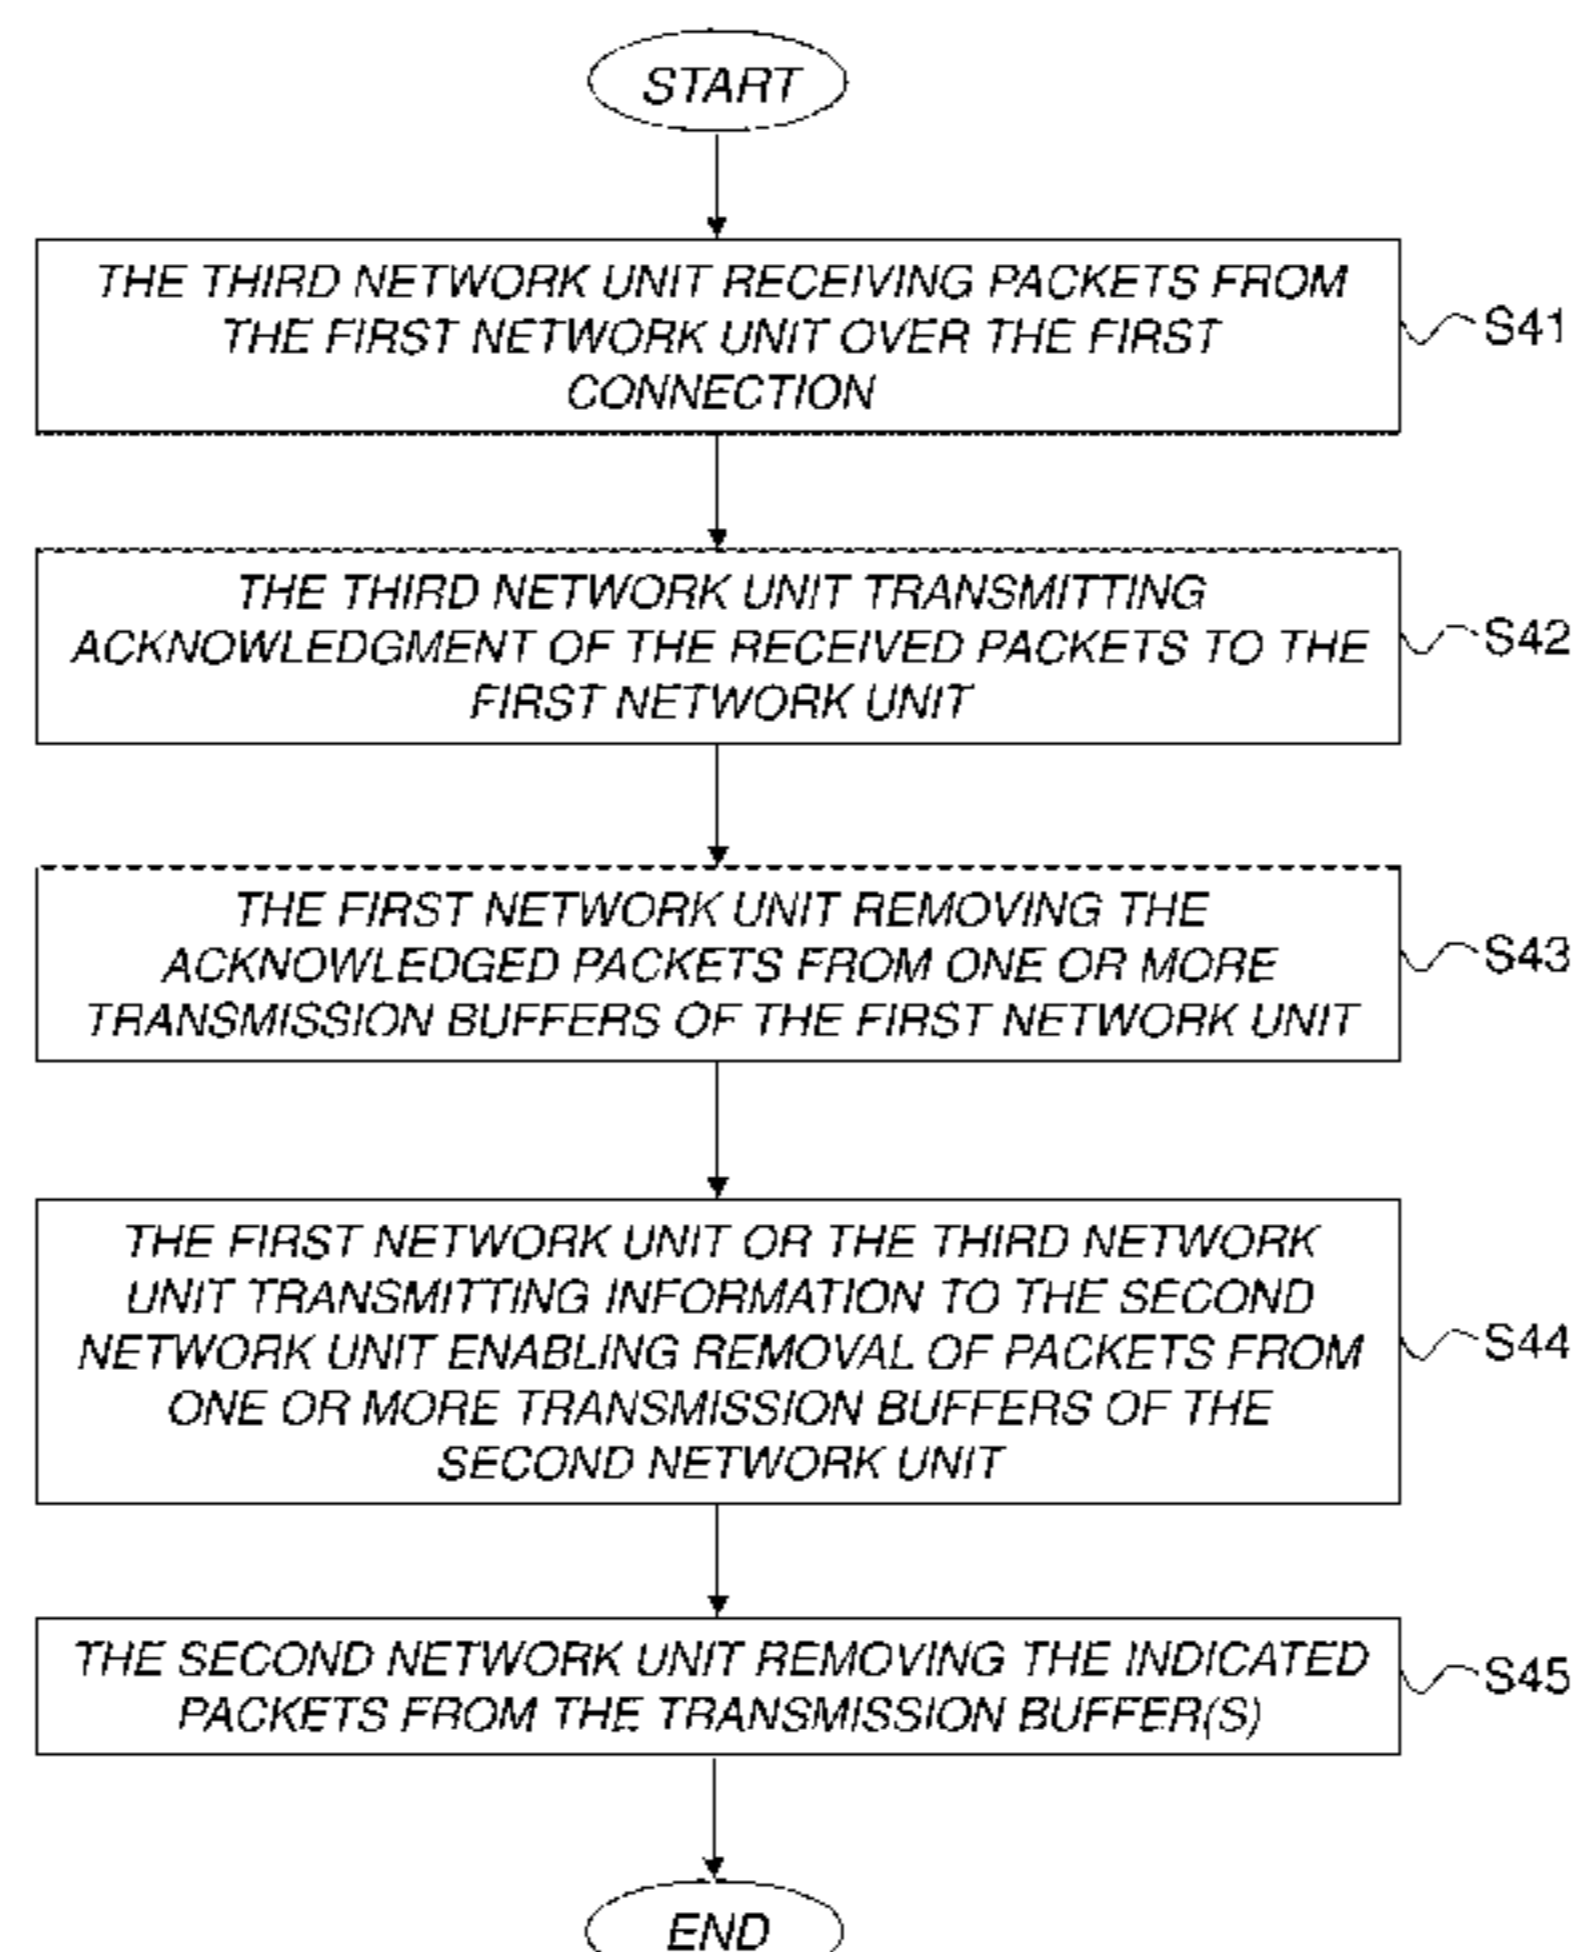 START
THE THIRD NETWORK UNIT RECEIVING PACKETS FROM
THE FIRST NETWORK UNIT OVER THE FIRST
CONNECTION
S41
THE THIRD NETWORK UNIT TRANSMITTING
ACKNOWLEDGMENT OF THE RECEIVED PACKETS TO THE
FIRST NETWORK UNIT
S42
THE FIRST NETWORK UNIT REMOVING THE
ACKNOWLEDGED PACKETS FROM ONE OR MORE
TRANSMISSION BUFFERS OF THE FIRST NETWORK UNIT
S43
THE FIRST NETWORK UNIT OR THE THIRD NETWORK
UNIT TRANSMITTING INFORMATION TO THE SECOND
NETWORK UNIT ENABLING REMOVAL OF PACKETS FROM
ONE OR MORE TRANSMISSION BUFFERS OF THE
SECOND NETWORK UNIT
S44
THE SECOND NETWORK UNIT REMOVING THE INDICATED
PACKETS FROM THE TRANSMISSION BUFFER(S)
S45
END